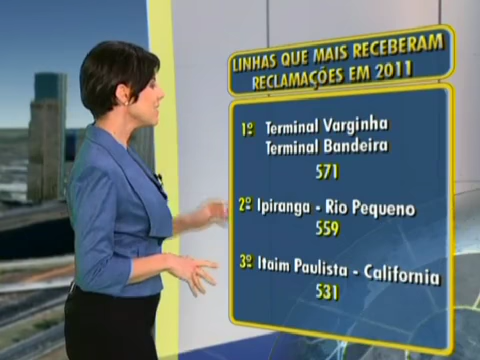 LINHAS QUE MAIS RECEBERAM
RECLAMAÇÕES EM 2011
1º Terminal Varginha
Terminal Bandeira
571
2º Ipiranga - Rio Pequeno
559
3º Itaim Paulista - California
531